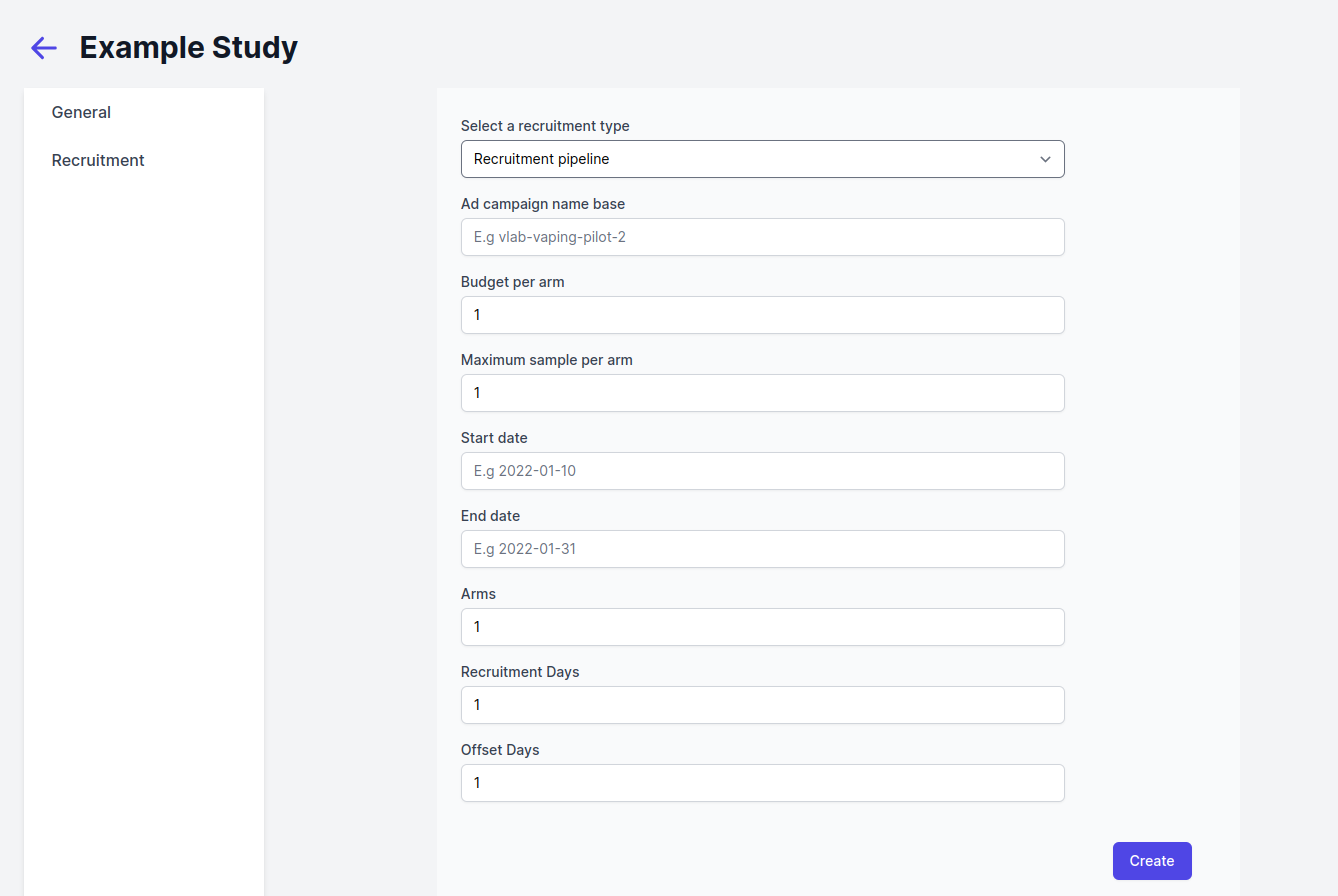 Example Study
General
Recruitment
Select a recruitment type
Recruitment pipeline
Ad campaign name base
E.g vlab-vaping-pilot-2
Budget per arm
1
Maximum sample per arm
1
Start date
E.g 2022-01-10
End date
E.g 2022-01-31
Arms
1
Recruitment Days
1
Offset Days
1
Create